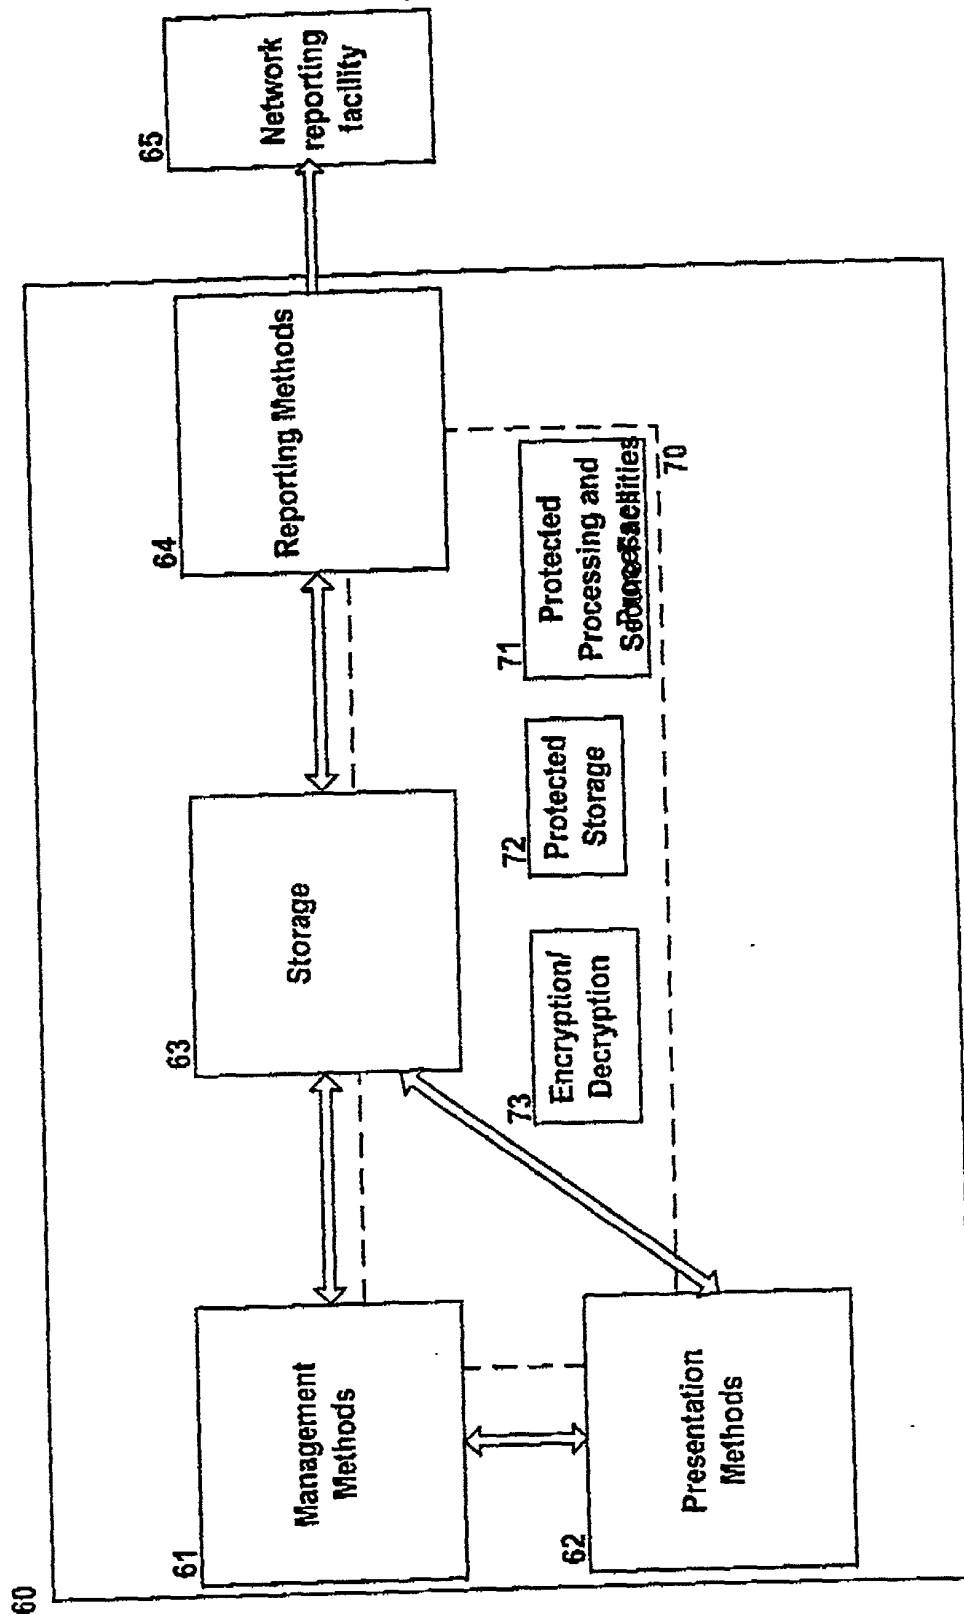 60
61
Management
Methods
63
Storage
64
Reporting Methods
65
Network
reporting
facility
62
Presentation
Methods
73
Encryption/
Decryption
72
Protected
Storage
71
Protected
Processing and
70